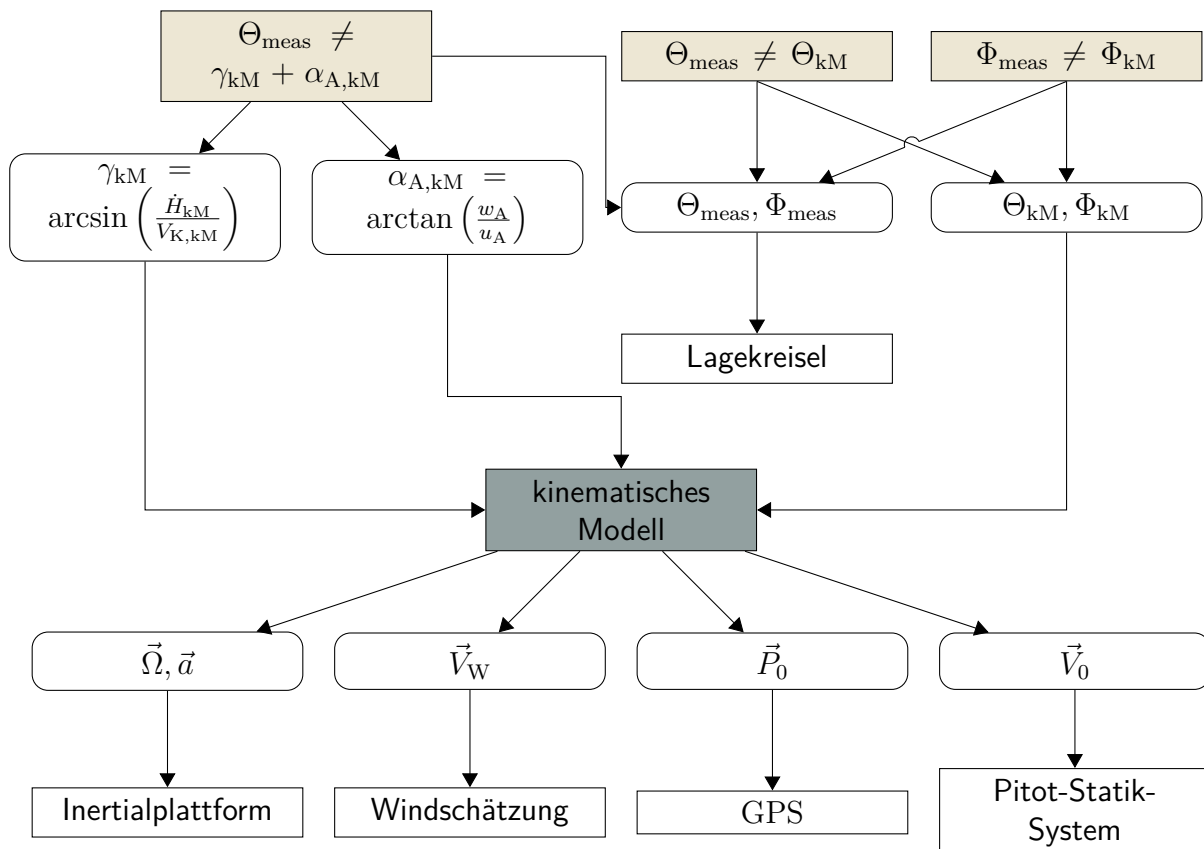 Θ_meas ≠
γ_kM + α_A,kM
Θ_meas ≠ Θ_kM
Φ_meas ≠ Φ_kM
γ_kM =
arcsin (Ḣ_kM / V_K,kM)
α_A,kM =
arctan (w_A / u_A)
Θ_meas, Φ_meas
Θ_kM, Φ_kM
Lagekreisel
kinematisches
Modell
Ω⃗, a⃗
V⃗_W
P⃗_0
V⃗_0
Inertialplattform
Windschätzung
GPS
Pitot-Statik-
System